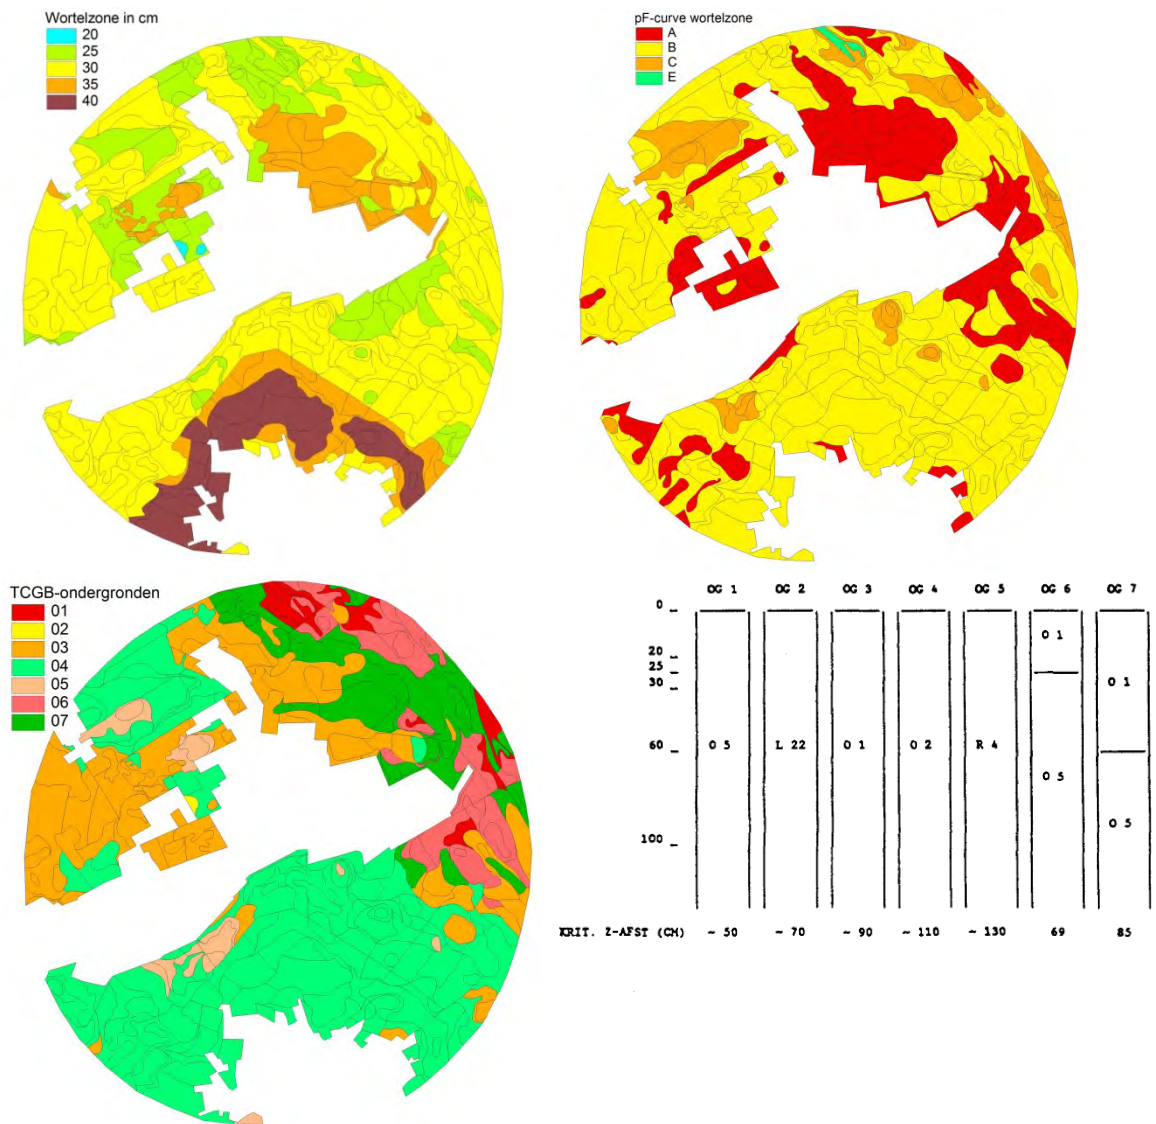 Wortelzone in cm
20
25
30
35
40
pF-curve wortelzone
A
B
C
E
TCGB-ondergronden
01
02
03
04
05
06
07
OG 1 OG 2 OG 3 OG 4 OG 5 OG 6 OG 7
0
O 1
20
25
30 O 1
60 O 5 L 22 O 1 O 2 R 4
O 5
O 5
100
KRIT. Z-AFST (CM) ~ 50 ~ 70 ~ 90 ~ 110 ~ 130 69 85